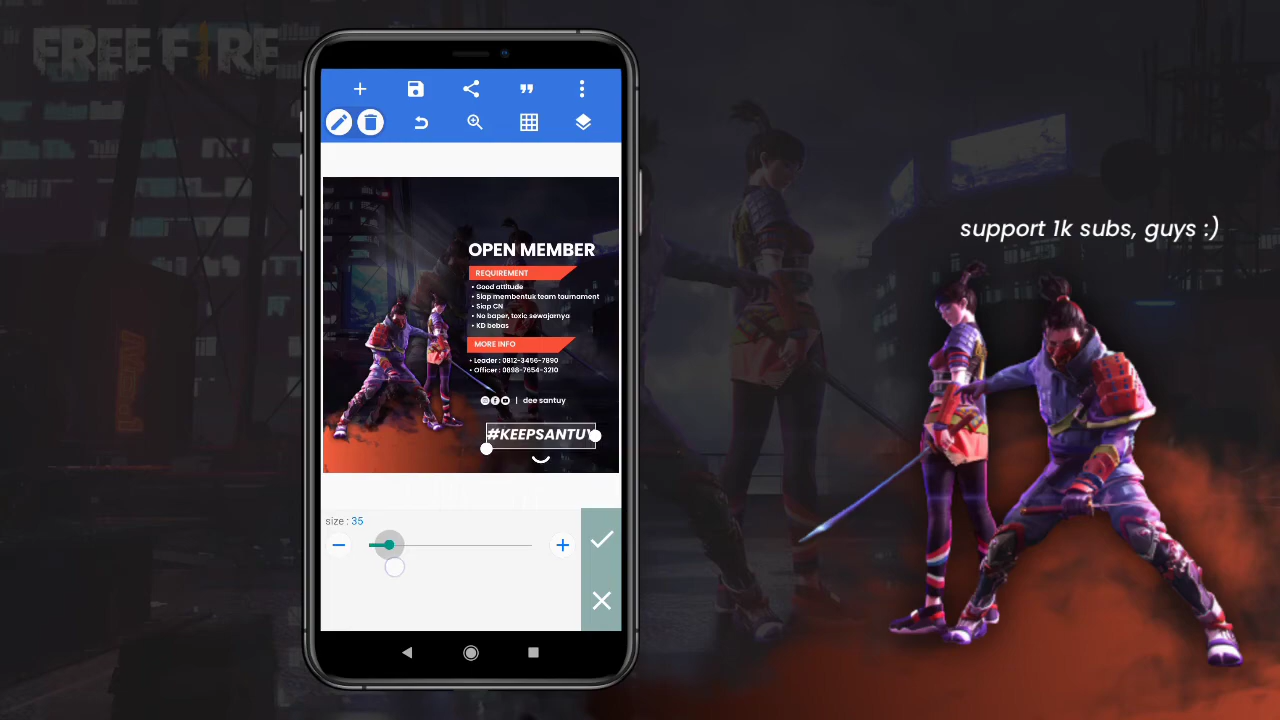 FREE FIRE
support 1k subs, guys :)
OPEN MEMBER
REQUIREMENT
• Good attitude
• Siap membentuk team tournament
• Siap CN
• No baper, toxic sewajarnya
• KD bebas
MORE INFO
• Leader : 0812-3456-7890
• Officer : 0898-7654-3210
| dee santuy
#KEEPSANTUY
size : 35